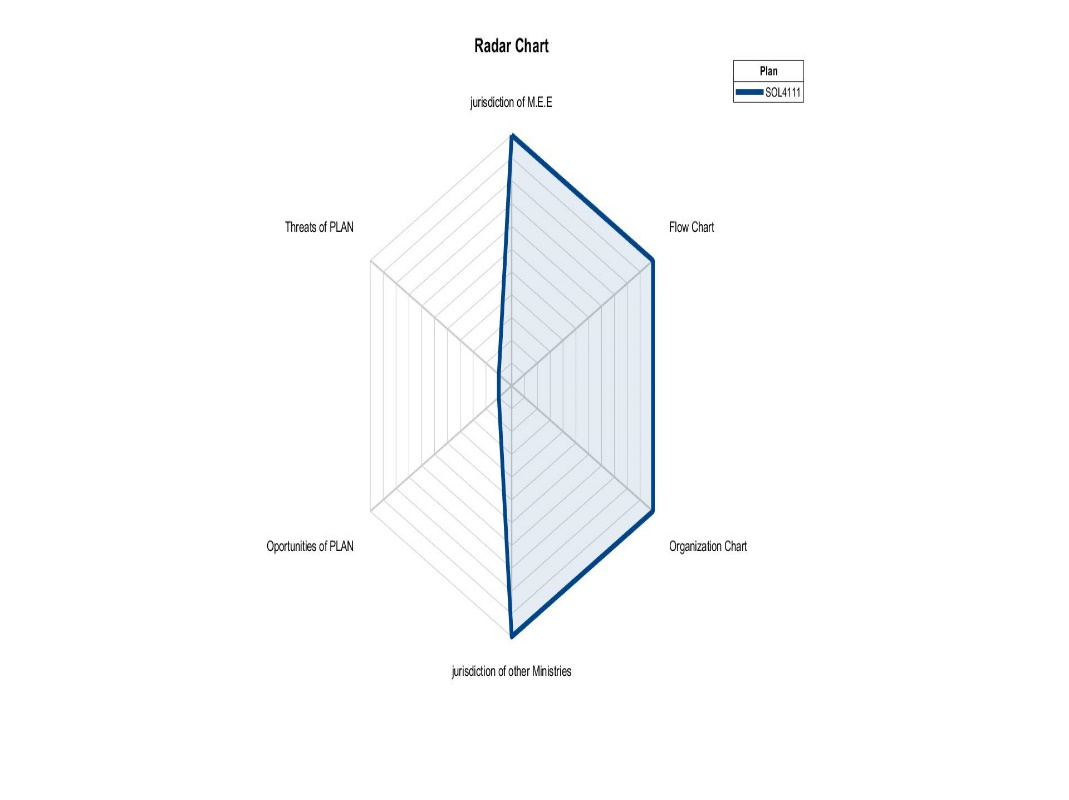 Radar Chart
Plan
SOL4111
jurisdiction of M.E.E
Threats of PLAN
Flow Chart
Oportunities of PLAN
Organization Chart
jurisdiction of other Ministries